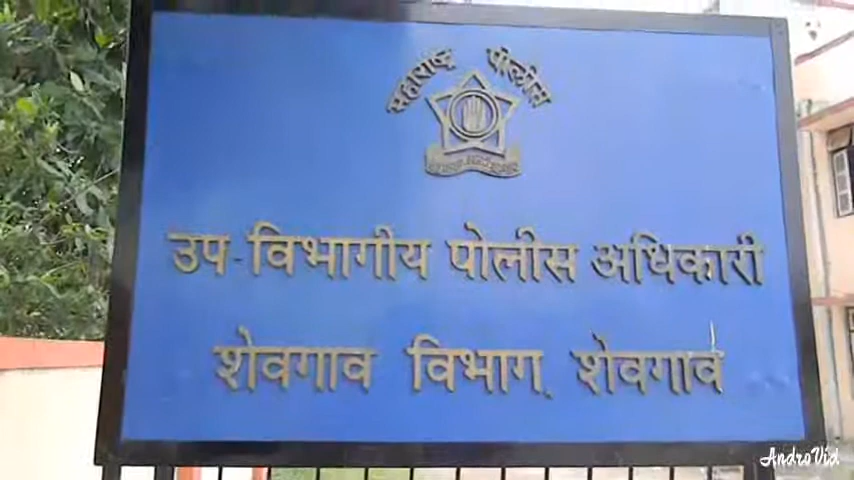 महाराष्ट्र पोलीस
उप-विभागीय पोलीस अधिकारी
शेवगाव विभाग, शेवगाव
AndroVid